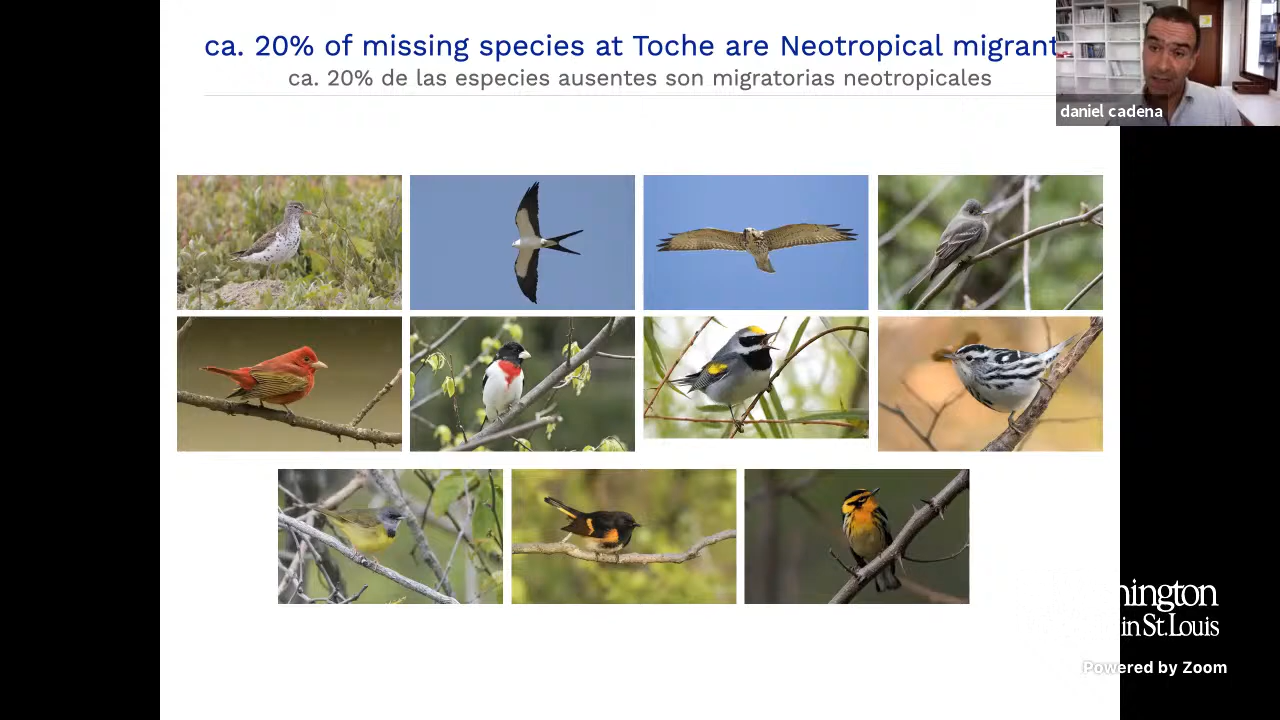 ca. 20% of missing species at Toche are Neotropical migrant
ca. 20% de las especies ausentes son migratorias neotropicales
daniel cadena
in St. Louis
Powered by Zoom